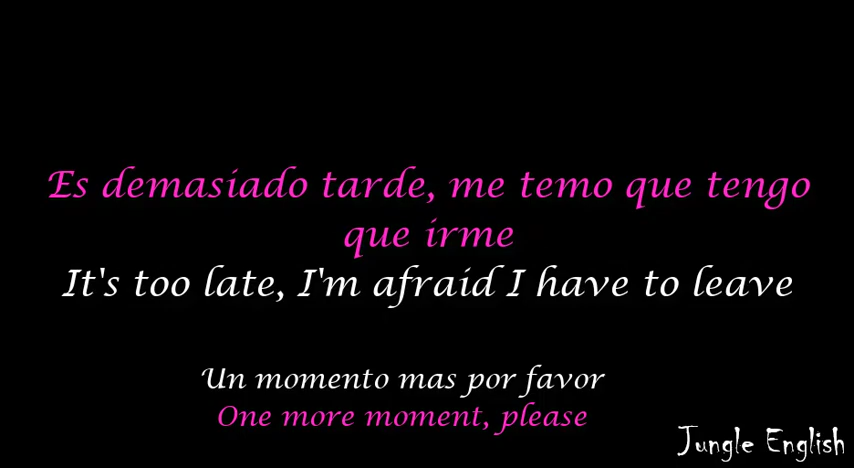 Es demasiado tarde, me temo que tengo
que irme
It's too late, I'm afraid I have to leave
Un momento mas por favor
One more moment, please
Jungle English